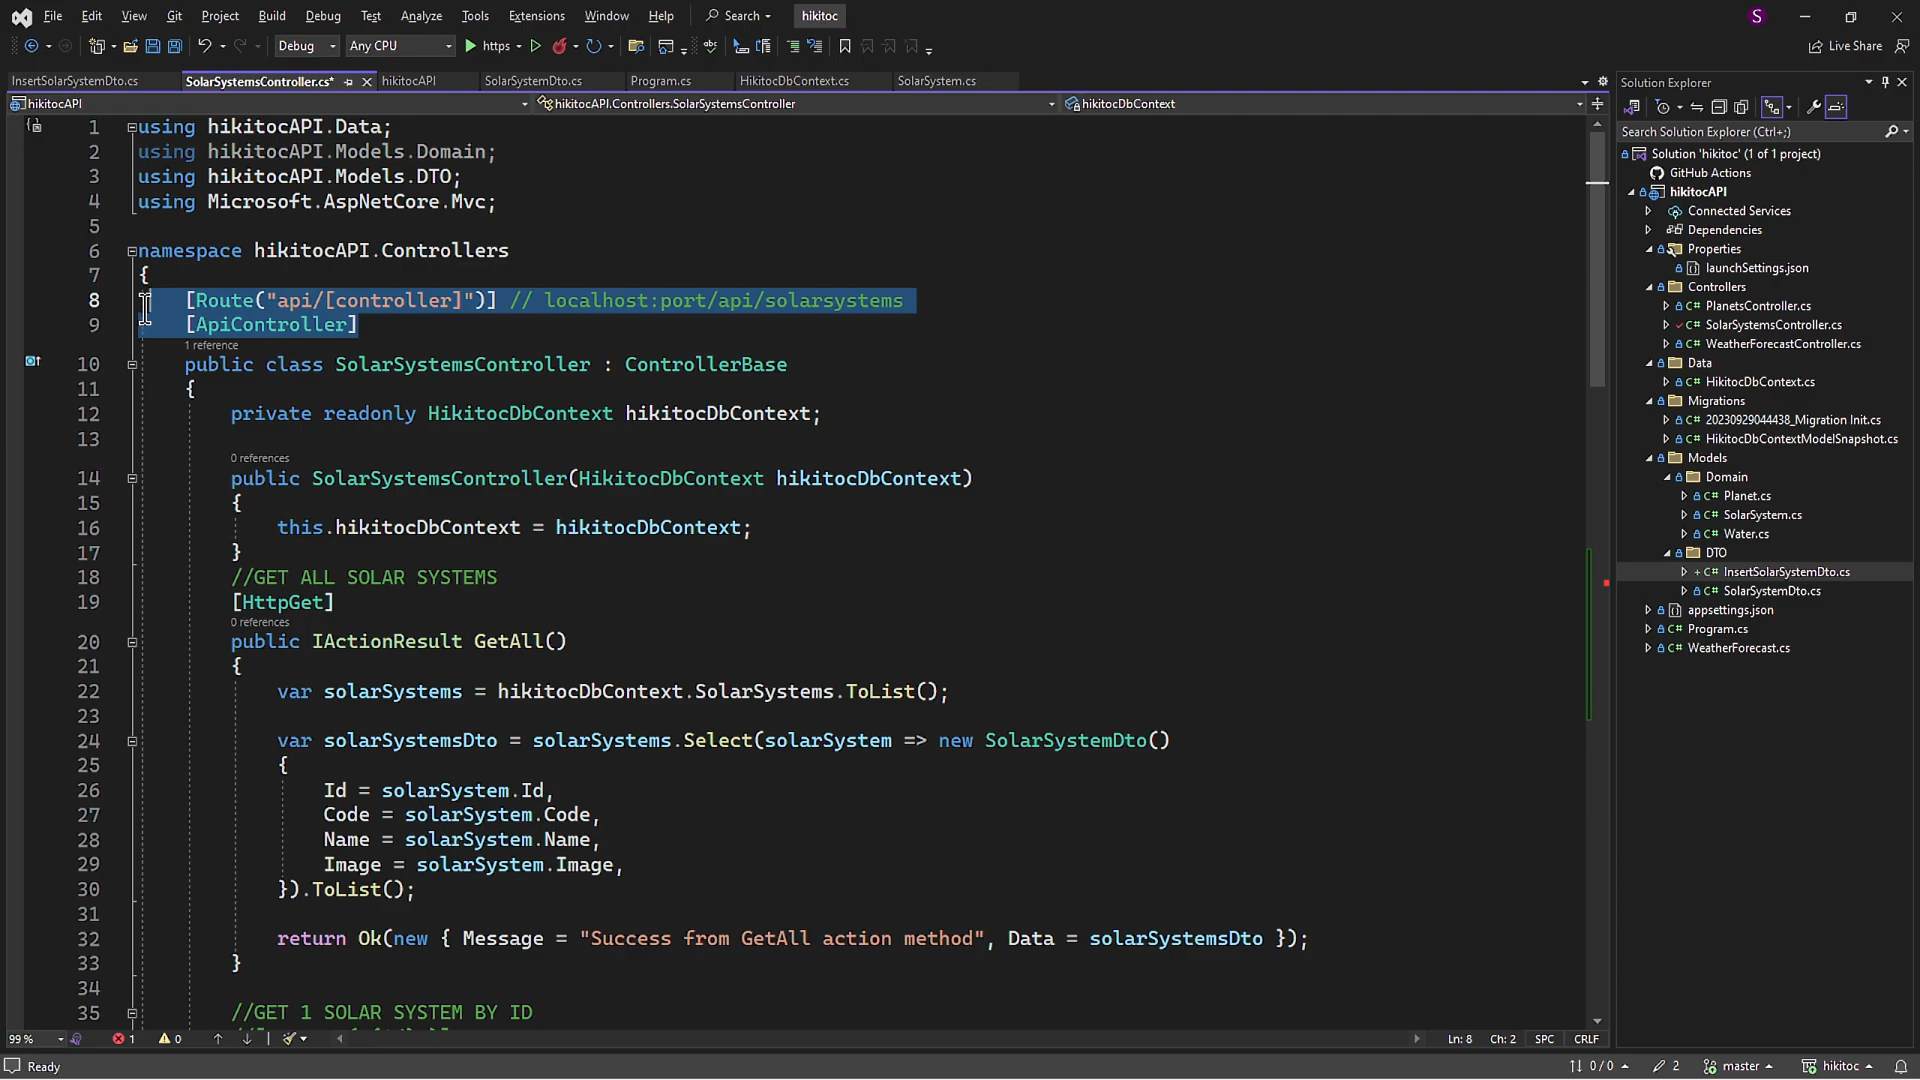 File Edit View Git Project Build Debug Test Analyze Tools Extensions Window Help Search hikitoc S
Debug Any CPU https Live Share
InsertSolarSystemDto.cs SolarSystemsController.cs* hikitocAPI SolarSystemDto.cs Program.cs HikitocDbContext.cs SolarSystem.cs
hikitocAPI hikitocAPI.Controllers.SolarSystemsController hikitocDbContext
1 using hikitocAPI.Data;
2 using hikitocAPI.Models.Domain;
3 using hikitocAPI.Models.DTO;
4 using Microsoft.AspNetCore.Mvc;
5
6 namespace hikitocAPI.Controllers
7 {
8 [Route("api/[controller]")] // localhost:port/api/solarsystems
9 [ApiController]
1 reference
10 public class SolarSystemsController : ControllerBase
11 {
12 private readonly HikitocDbContext hikitocDbContext;
13
0 references
14 public SolarSystemsController(HikitocDbContext hikitocDbContext)
15 {
16 this.hikitocDbContext = hikitocDbContext;
17 }
18 //GET ALL SOLAR SYSTEMS
19 [HttpGet]
0 references
20 public IActionResult GetAll()
21 {
22 var solarSystems = hikitocDbContext.SolarSystems.ToList();
23
24 var solarSystemsDto = solarSystems.Select(solarSystem => new SolarSystemDto()
25 {
26 Id = solarSystem.Id,
27 Code = solarSystem.Code,
28 Name = solarSystem.Name,
29 Image = solarSystem.Image,
30 }).ToList();
31
32 return Ok(new { Message = "Success from GetAll action method", Data = solarSystemsDto });
33 }
34
35 //GET 1 SOLAR SYSTEM BY ID
99 % 1 0 Ln: 8 Ch: 2 SPC CRLF
Solution Explorer
Search Solution Explorer (Ctrl+;)
Solution 'hikitoc' (1 of 1 project)
GitHub Actions
hikitocAPI
Connected Services
Dependencies
Properties
launchSettings.json
Controllers
C# PlanetsController.cs
C# SolarSystemsController.cs
C# WeatherForecastController.cs
Data
C# HikitocDbContext.cs
Migrations
C# 20230929044438_Migration Init.cs
C# HikitocDbContextModelSnapshot.cs
Models
Domain
C# Planet.cs
C# SolarSystem.cs
C# Water.cs
DTO
+ C# InsertSolarSystemDto.cs
C# SolarSystemDto.cs
appsettings.json
C# Program.cs
C# WeatherForecast.cs
Ready 0 / 0 2 master hikitoc